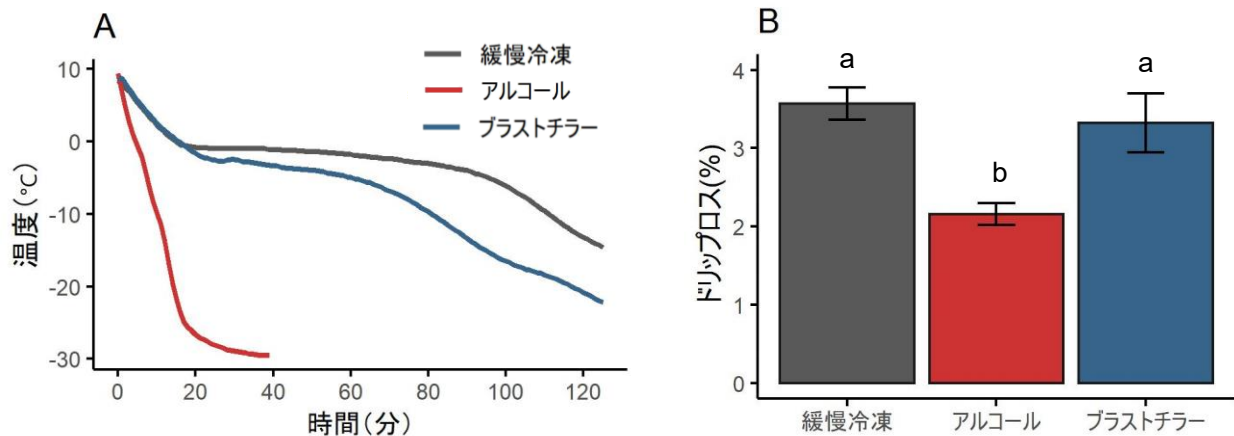 A
緩慢冷凍
アルコール
ブラストチラー
10
0
-10
-20
-30
温度(℃)
0 20 40 60 80 100 120
時間(分)
B
a
b
a
4
3
2
1
0
ドリップロス(%)
緩慢冷凍 アルコール ブラストチラー